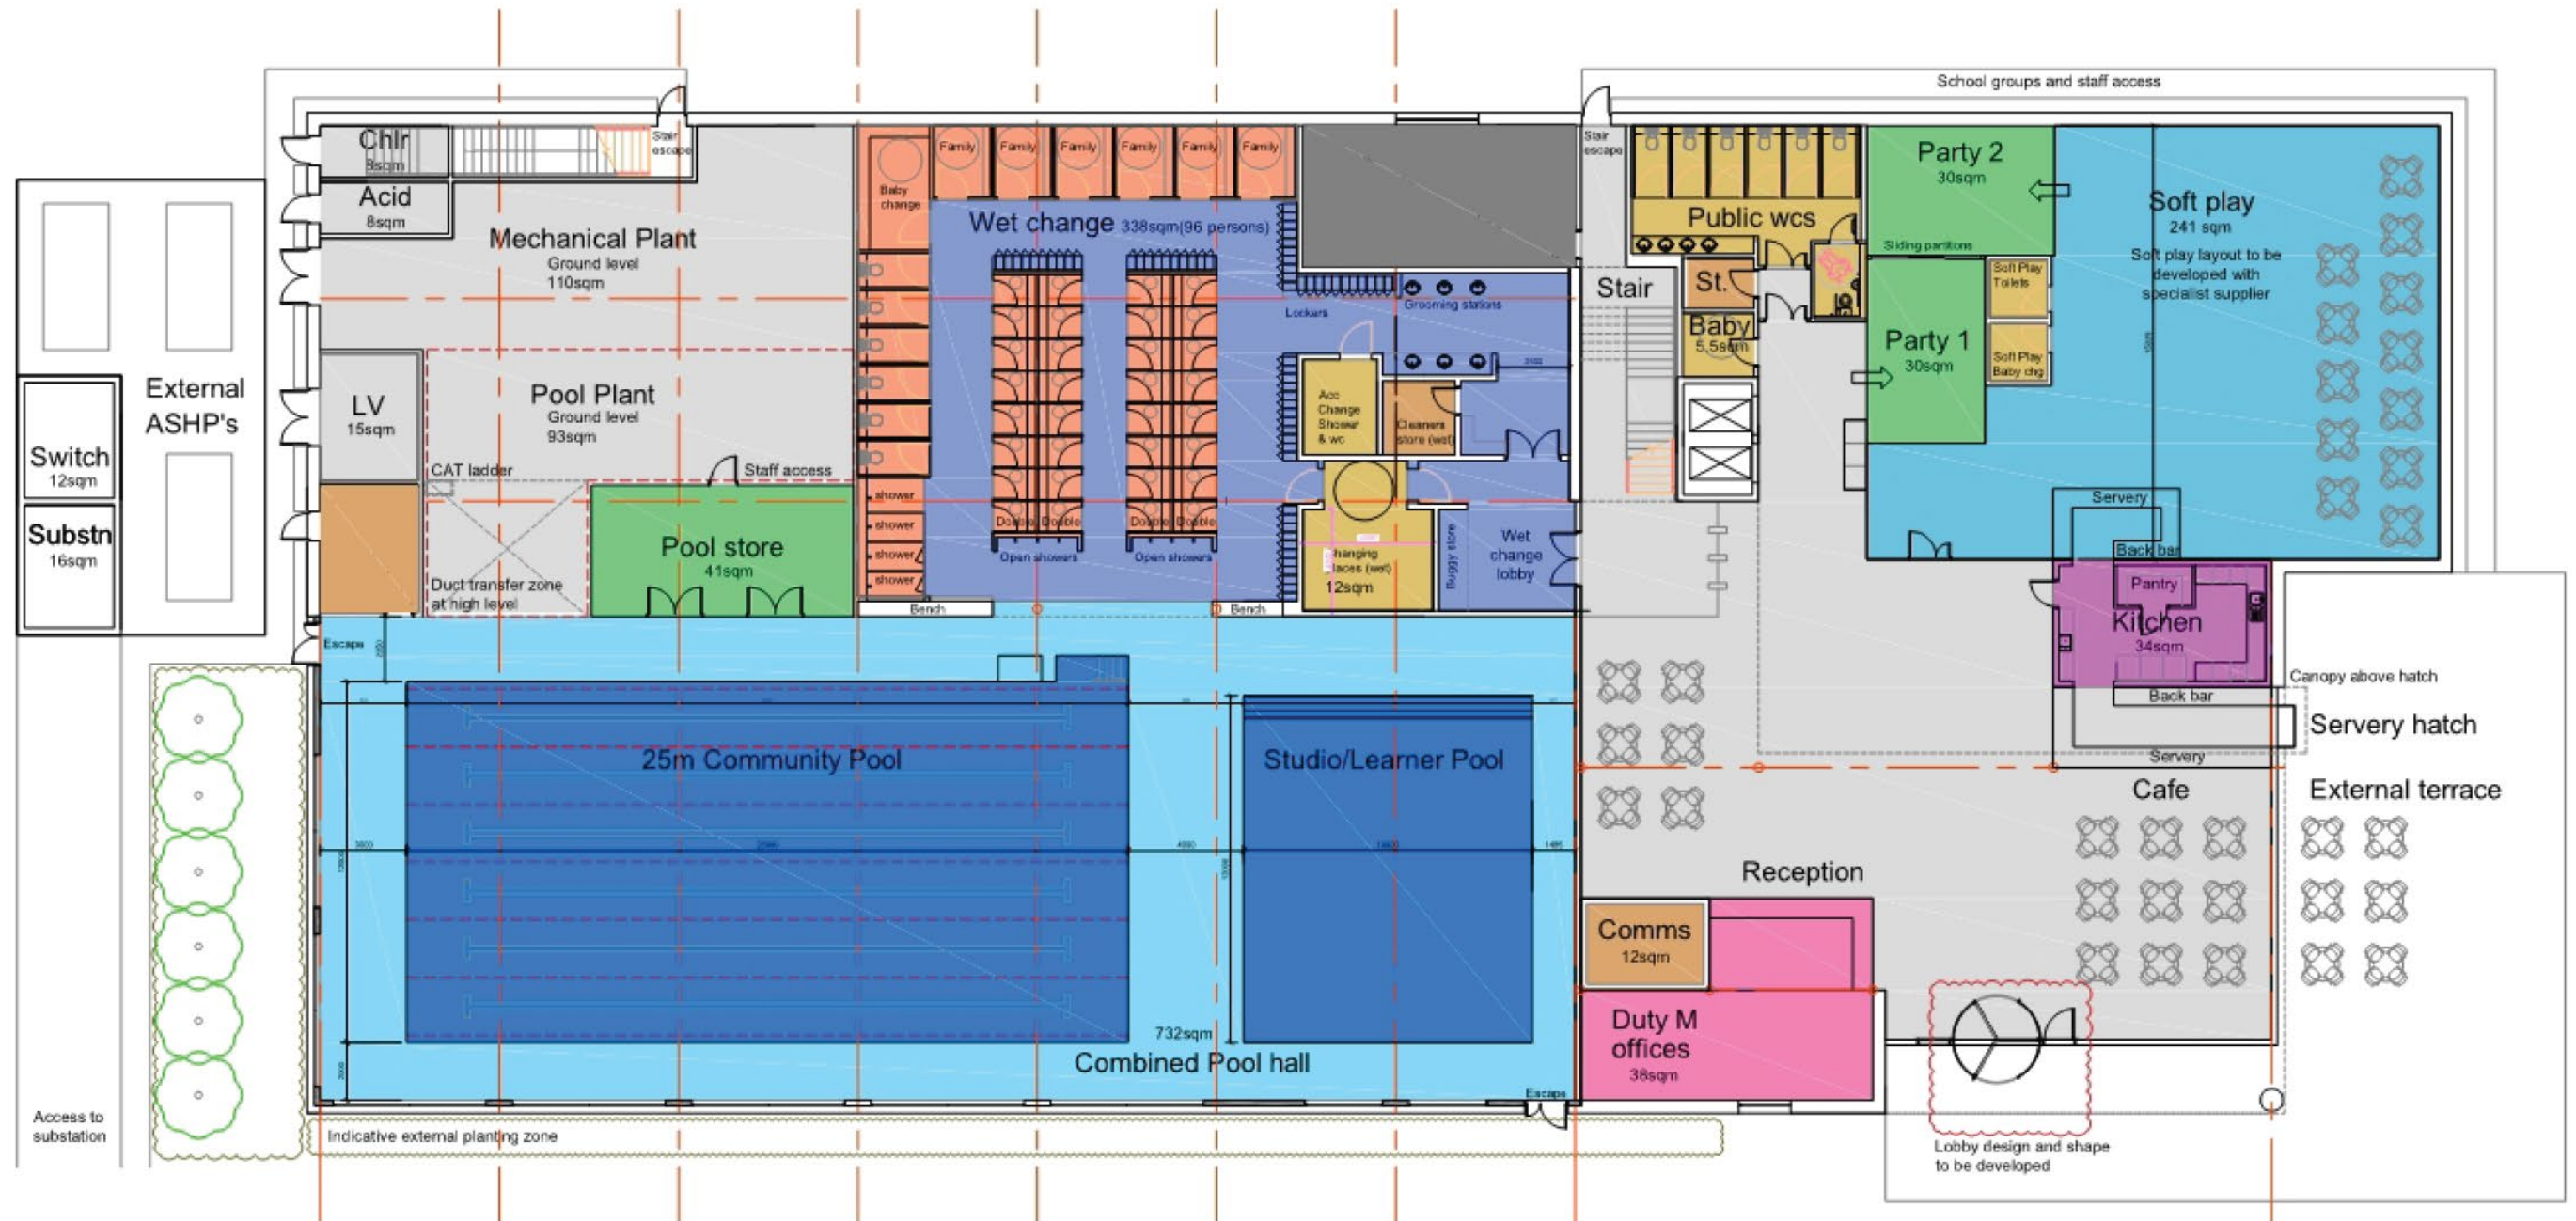 School groups and staff access
Chlr
8sqm
Stair
escape
Acid
8sqm
Mechanical Plant
Ground level
110sqm
Baby
change
Family
Family
Family
Family
Family
Family
Wet change 338sqm(96 persons)
Stair
escape
Public wcs
Party 2
30sqm
Sliding partitions
Soft play
241 sqm
Soft play layout to be
developed with
specialist supplier
Grooming stations
Lockers
Stair
St.
Baby
5.5sqm
Soft Play
Toilets
Party 1
30sqm
Soft Play
Baby chg
External
ASHP's
LV
15sqm
Pool Plant
Ground level
93sqm
CAT ladder
Staff access
Acc
Change
Shower
& wc
Cleaners
store (wet)
Switch
12sqm
Substn
16sqm
shower
shower
shower
shower
Double
Double
Double
Double
Open showers
Open showers
Pool store
41sqm
Duct transfer zone
at high level
hanging
laces (wet)
12sqm
Buggy store
Wet
change
lobby
Servery
Back bar
Pantry
Kitchen
34sqm
Bench
Bench
Escape
Canopy above hatch
Back bar
Servery hatch
Servery
25m Community Pool
Studio/Learner Pool
Cafe
External terrace
3000
25000
4000
Reception
Comms
12sqm
732sqm
Combined Pool hall
Duty M
offices
38sqm
Escape
Access to
substation
Indicative external planting zone
Lobby design and shape
to be developed